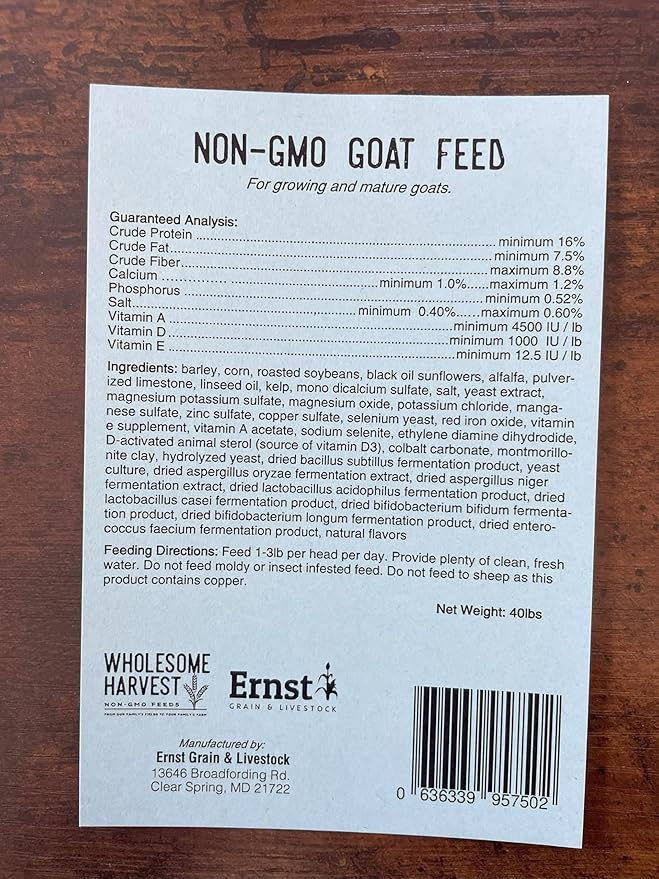 NON-GMO GOAT FEED
For growing and mature goats.
Guaranteed Analysis:
Crude Protein ........ minimum 16%
Crude Fat........ minimum 7.5%
Crude Fiber........ maximum 8.8%
Calcium ........ minimum 1.0%......maximum 1.2%
Phosphorus ........ minimum 0.52%
Salt........ minimum 0.40%......maximum 0.60%
Vitamin A ........ minimum 4500 IU / lb
Vitamin D ........ minimum 1000 IU / lb
Vitamin E ........ minimum 12.5 IU / lb
Ingredients: barley, corn, roasted soybeans, black oil sunflowers, alfalfa, pulver-
ized limestone, linseed oil, kelp, mono dicalcium sulfate, salt, yeast extract,
magnesium potassium sulfate, magnesium oxide, potassium chloride, manga-
nese sulfate, zinc sulfate, copper sulfate, selenium yeast, red iron oxide, vitamin
e supplement, vitamin A acetate, sodium selenite, ethylene diamine dihydrodide,
D-activated animal sterol (source of vitamin D3), colbalt carbonate, montmorillo-
nite clay, hydrolyzed yeast, dried bacillus subtillus fermentation product, yeast
culture, dried aspergillus oryzae fermentation extract, dried aspergillus niger
fermentation extract, dried lactobacillus acidophilus fermentation product, dried
lactobacillus casei fermentation product, dried bifidobacterium bifidum fermenta-
tion product, dried bifidobacterium longum fermentation product, dried entero-
coccus faecium fermentation product, natural flavors
Feeding Directions: Feed 1-3lb per head per day. Provide plenty of clean, fresh
water. Do not feed moldy or insect infested feed. Do not feed to sheep as this
product contains copper.
Net Weight: 40lbs
WHOLESOME
HARVEST
NON-GMO FEEDS
FROM OUR FAMILY'S FIELDS TO YOUR FAMILY'S FARM
Ernst
GRAIN & LIVESTOCK
Manufactured by:
Ernst Grain & Livestock
13646 Broadfording Rd.
Clear Spring, MD 21722
0 636339 957502